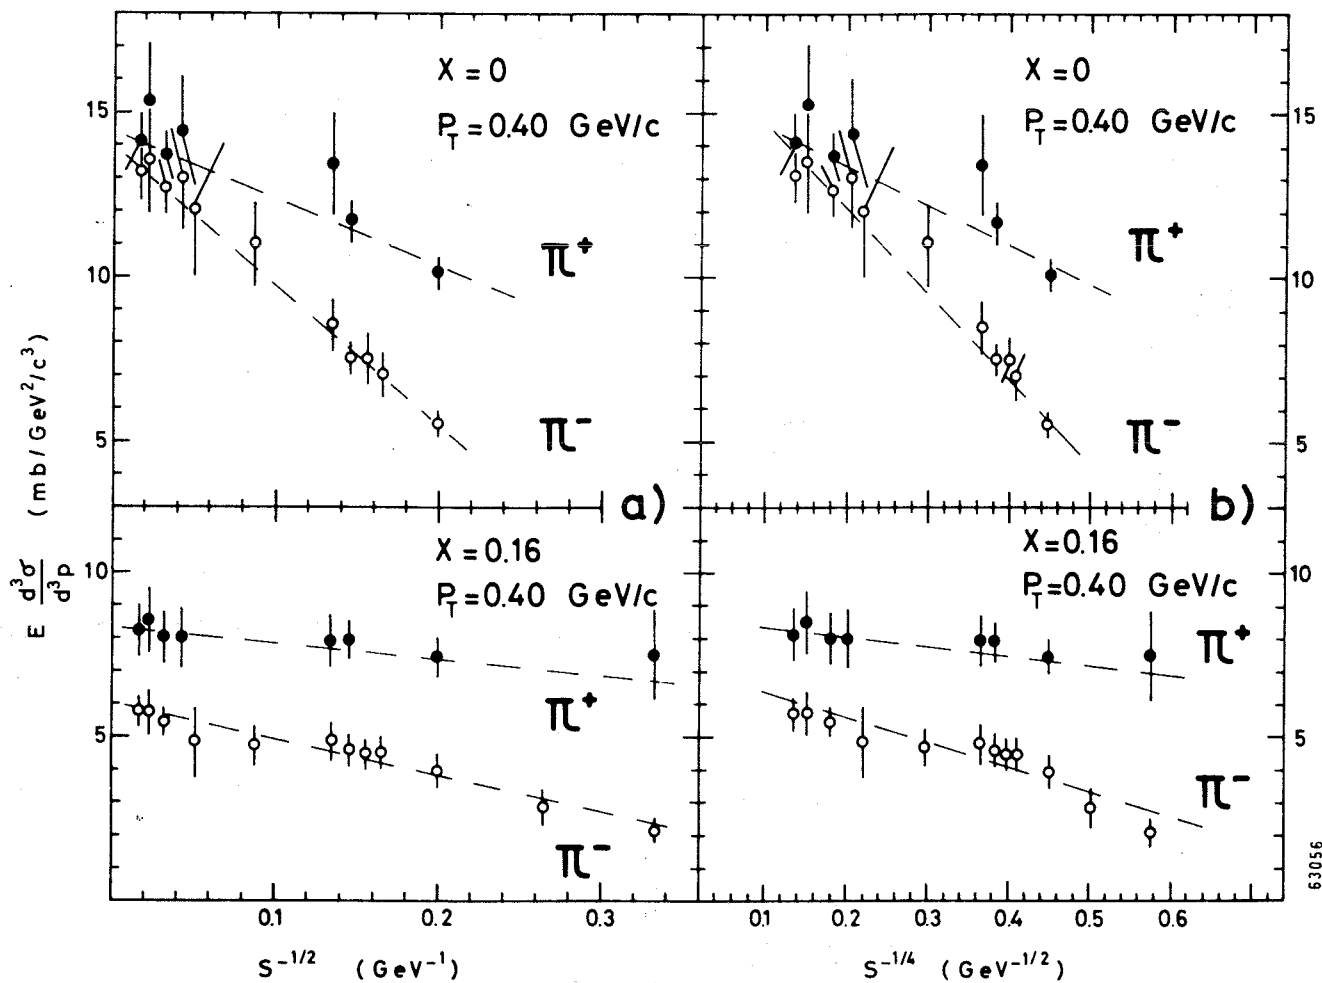 X = 0
P_T = 0.40 GeV/c
15
10
5
π⁺
π⁻
a)
X = 0
P_T = 0.40 GeV/c
π⁺
π⁻
15
10
5
b)
E d³σ/d³p (mb/GeV²/c³)
X = 0.16
P_T = 0.40 GeV/c
10
5
π⁺
π⁻
0.1 0.2 0.3
S⁻¹/² (GeV⁻¹)
X = 0.16
P_T = 0.40 GeV/c
π⁺
π⁻
10
5
0.1 0.2 0.3 0.4 0.5 0.6
S⁻¹/⁴ (GeV⁻¹/²)
63056